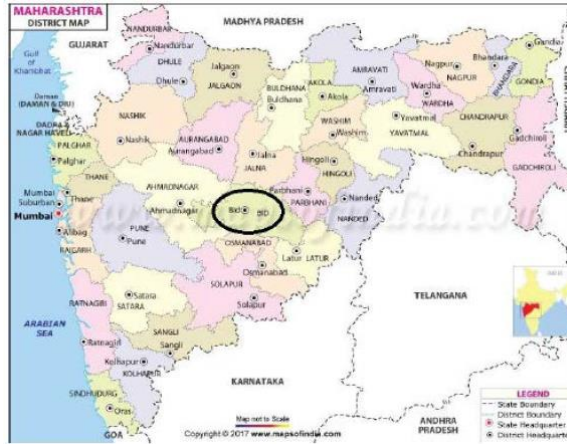 MAHARASHTRA
DISTRICT MAP
MADHYA PRADESH
GUJARAT
Gulf
of
Khambhat
NANDURBAR
Nandurbar
DHULE
Dhule
Jalgaon
JALGAON
BULDHANA
Buldhana
AKOLA
Akola
AMRAVATI
Amravati
Nagpur
NAGPUR
Wardha
WARDHA
Bhandara
BHANDARA
Gondia
GONDIA
Daman
(DAMAN & DIU)
DADRA &
NAGAR HAVELI
NASHIK
Nashik
PALGHAR
Palghar
AURANGABAD
Aurangabad
Jalna
JALNA
WASHIM
Washim
Yavatmal
YAVATMAL
CHANDRAPUR
Chandrapur
Gadchiroli
GADCHIROLI
HINGOLI
Hingoli
Mumbai
Suburban
Mumbai
THANE
Thane
AHMADNAGAR
Ahmadnagar
Bid
BID
Parbhani
PARBHANI
Nanded
NANDED
Alibag
RAIGARH
PUNE
Pune
OSMANABAD
Osmanabad
Latur
LATUR
SOLAPUR
Solapur
TELANGANA
ARABIAN
SEA
RATNAGIRI
Ratnagiri
Satara
SATARA
SANGLI
Sangli
Kolhapur
KOLHAPUR
SINDHUDURG
Oras
GOA
KARNATAKA
ANDHRA
PRADESH
Map not to Scale
Copyright © 2017 www.mapsofindia.com
LEGEND
State Boundary
District Boundary
State Headquarter
District Headquarter